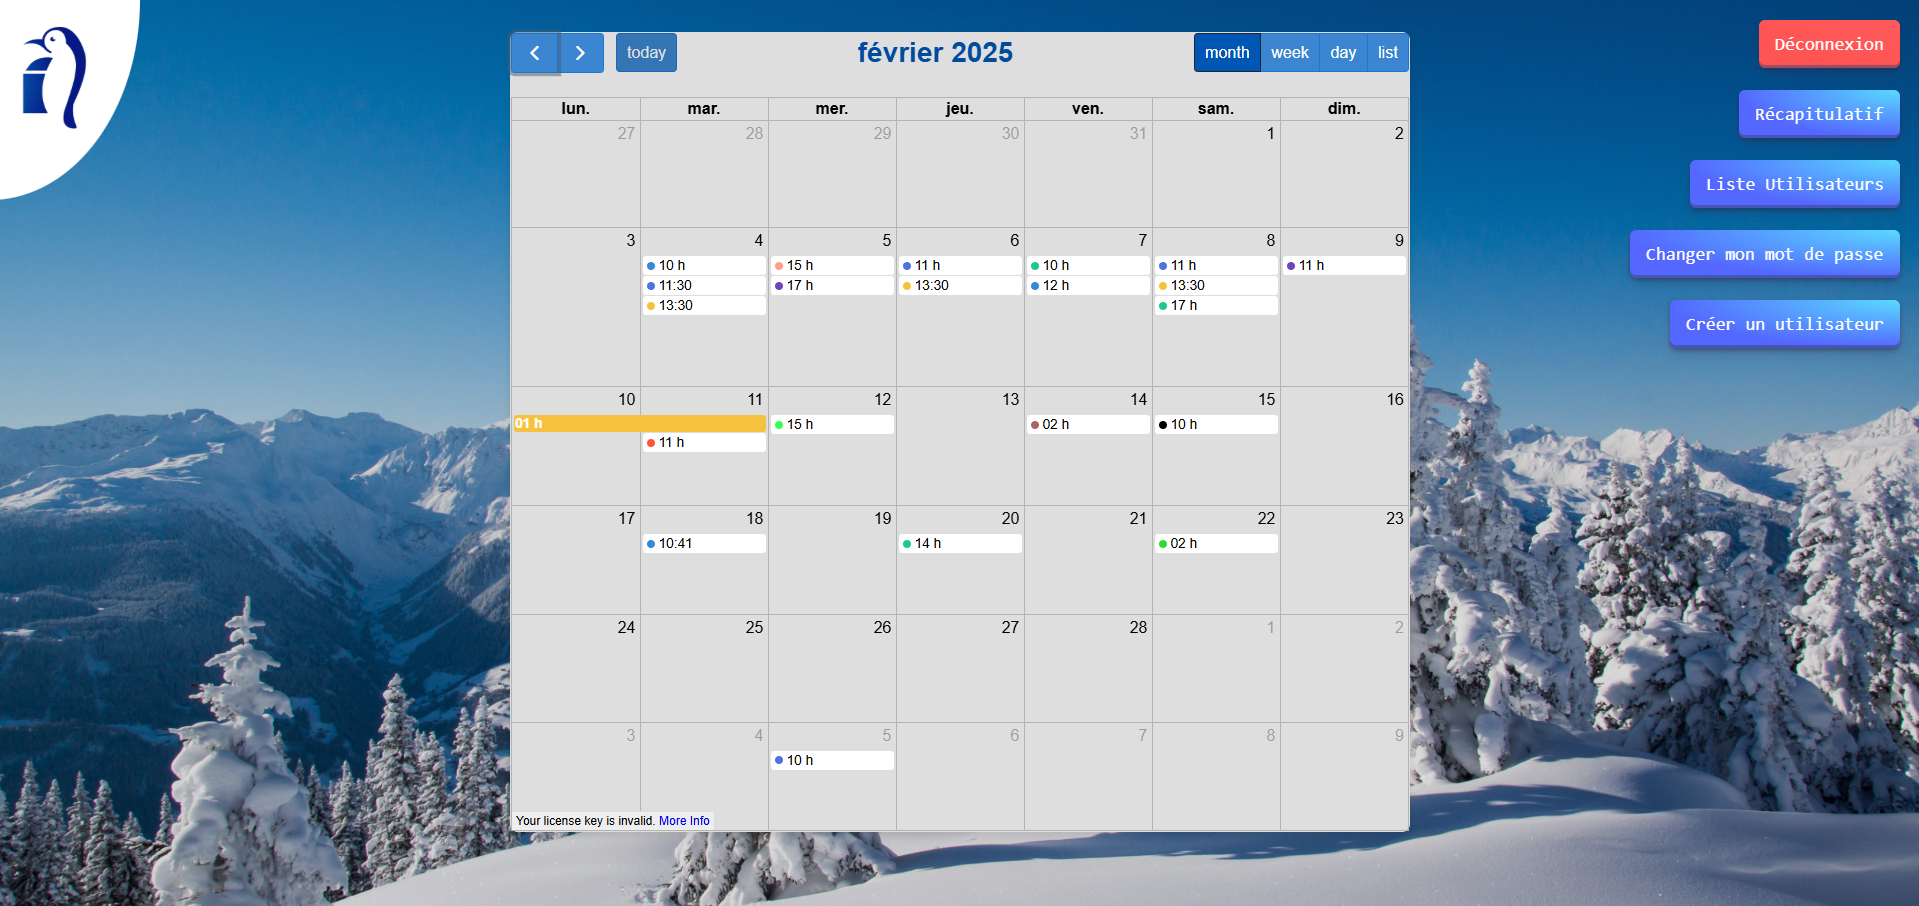 today
février 2025
month week day list
Déconnexion
Récapitulatif
Liste Utilisateurs
Changer mon mot de passe
Créer un utilisateur
lun. mar. mer. jeu. ven. sam. dim.
27 28 29 30 31 1 2
3 4 5 6 7 8 9
10 h 15 h 11 h 10 h 11 h 11 h
11:30 17 h 13:30 12 h 13:30
13:30 17 h
10 11 12 13 14 15 16
01 h 15 h 02 h 10 h
11 h
17 18 19 20 21 22 23
10:41 14 h 02 h
24 25 26 27 28 1 2
3 4 5 6 7 8 9
10 h
Your license key is invalid. More Info